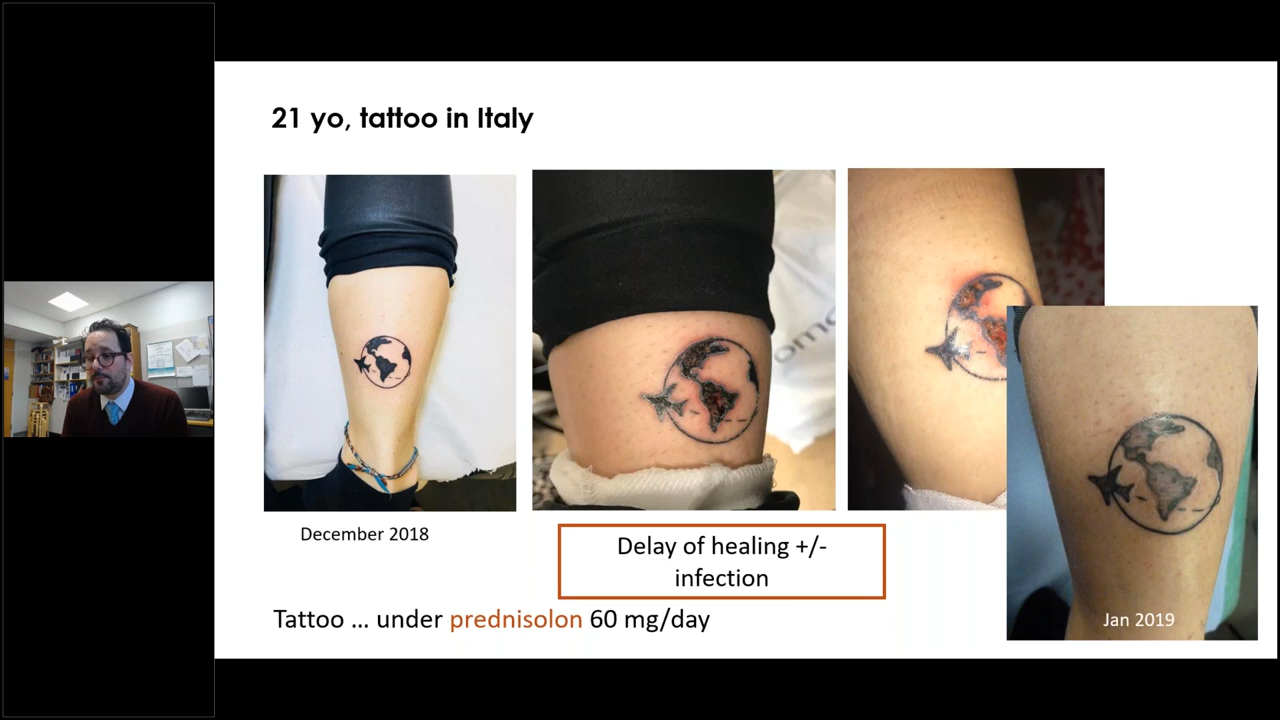 21 yo, tattoo in Italy
December 2018
Delay of healing +/-
infection
Tattoo ... under prednisolon 60 mg/day
Jan 2019